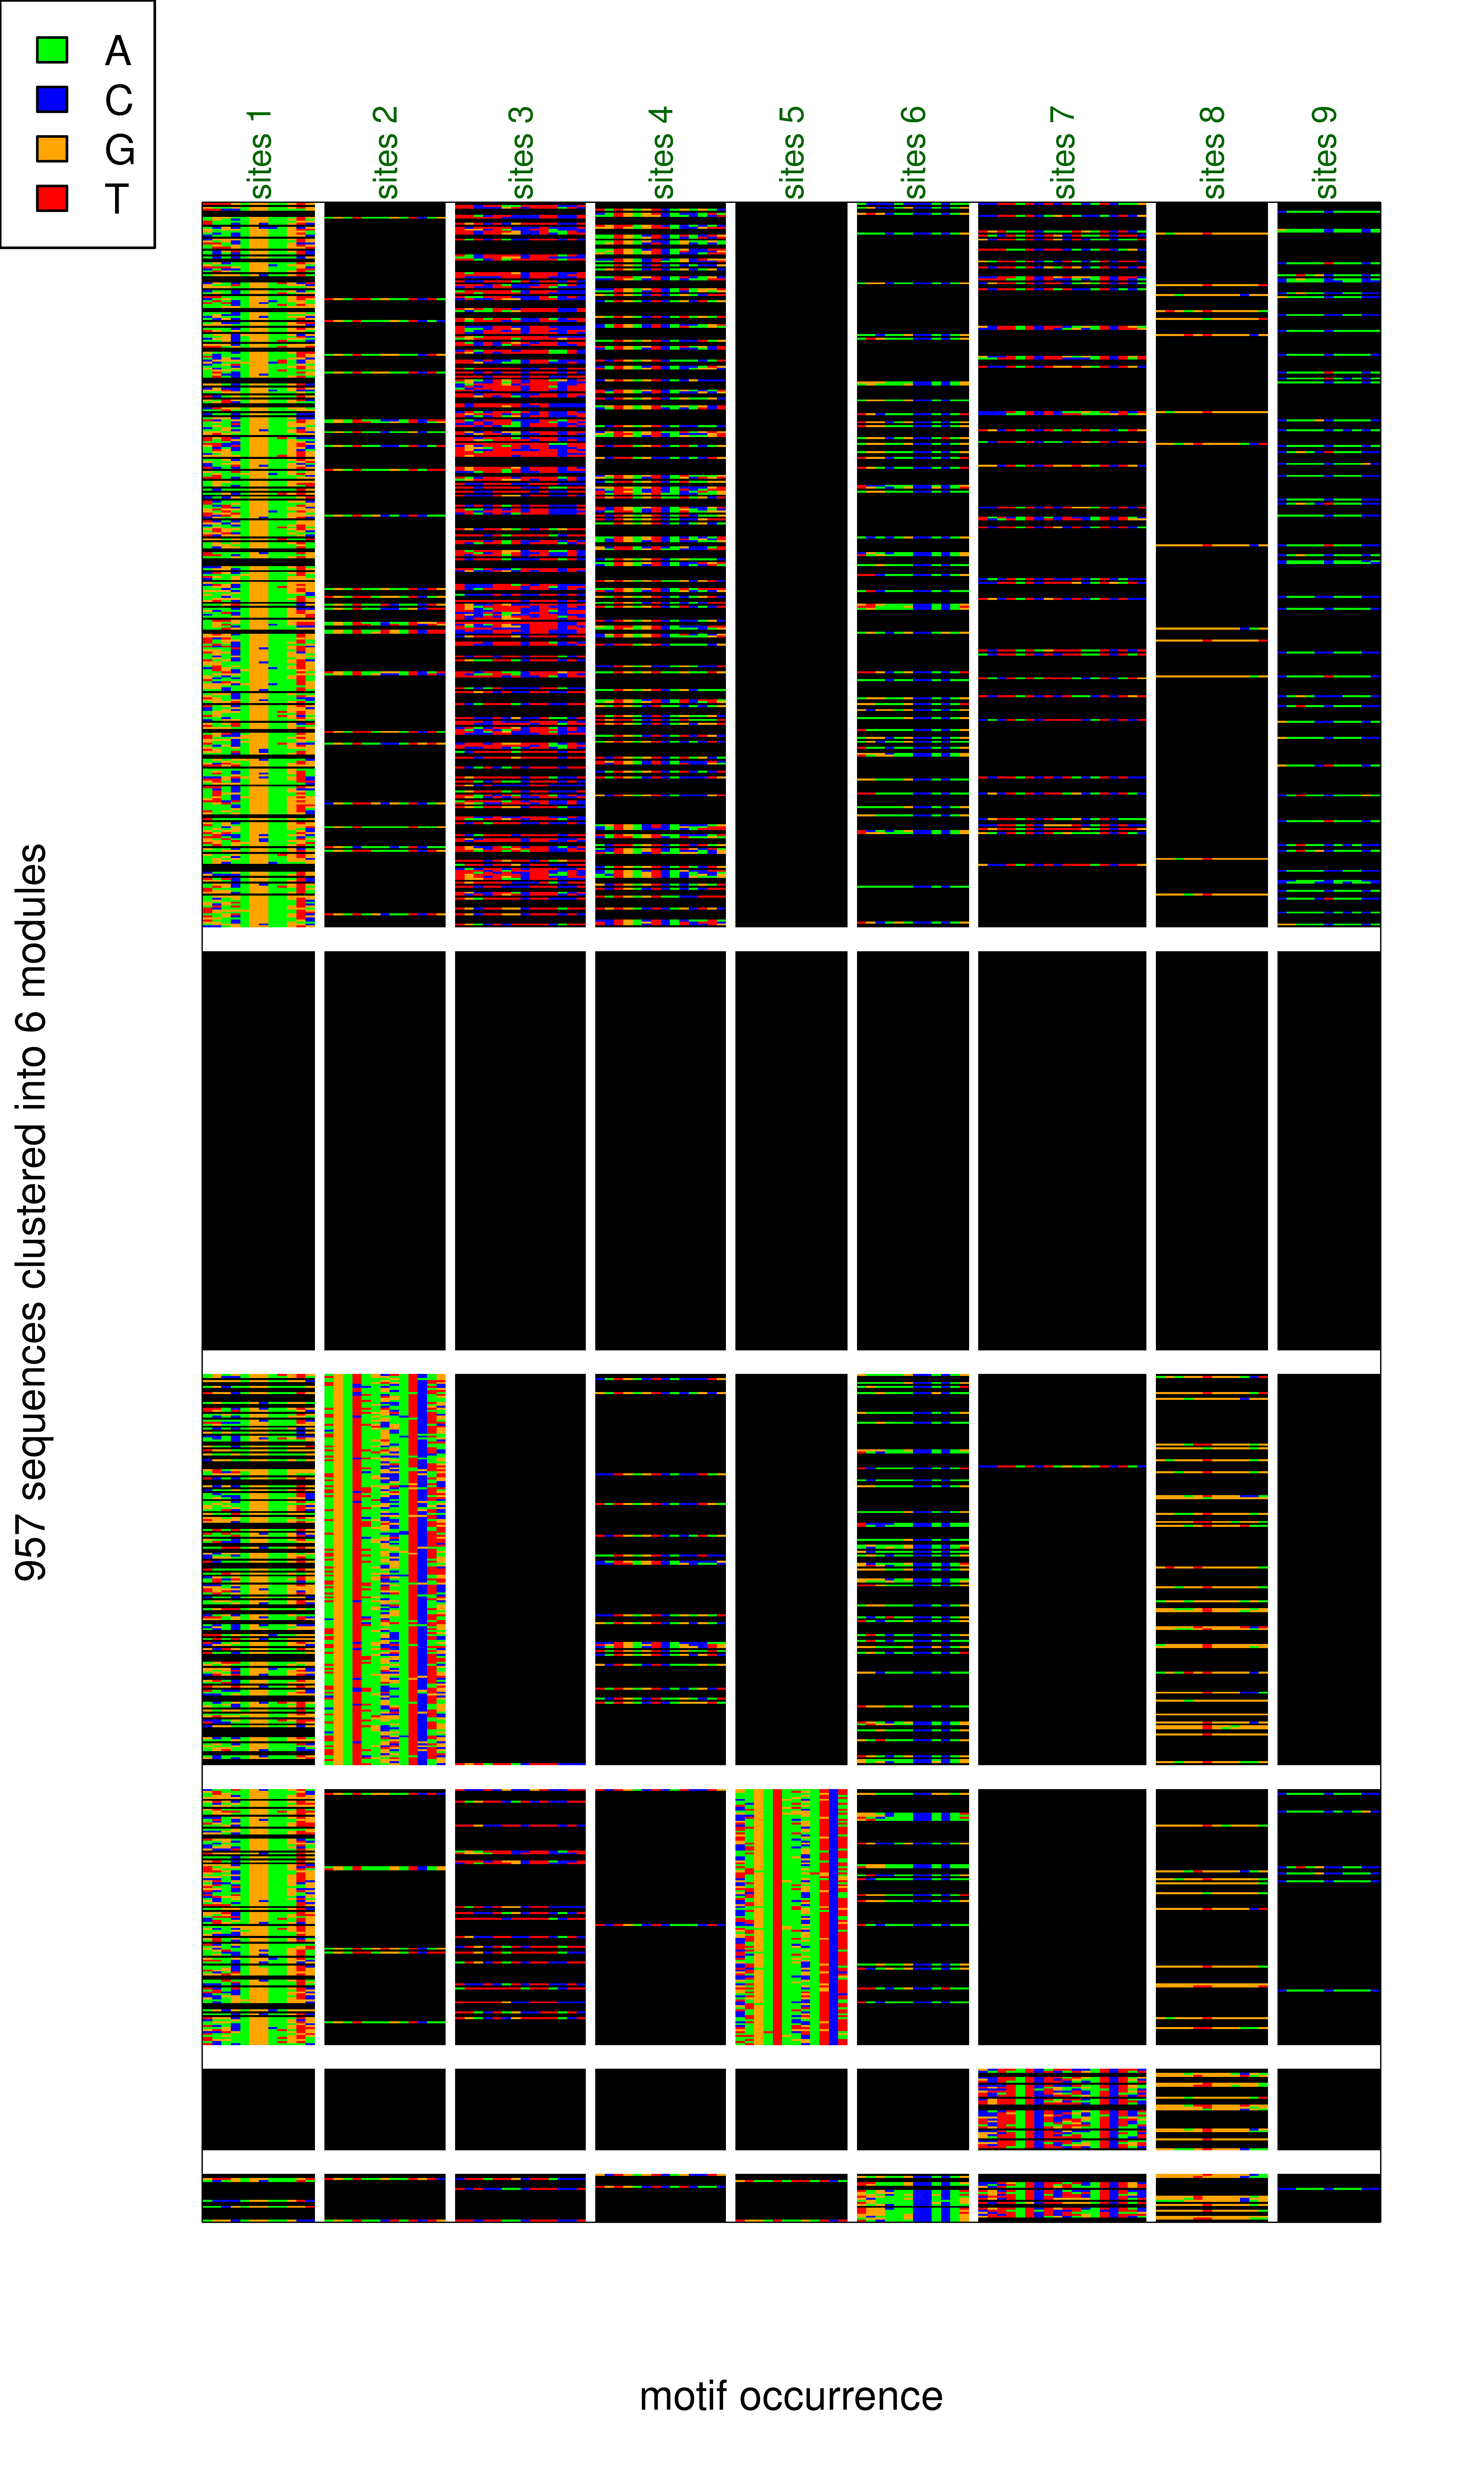 A
C
G
T
sites 1
sites 2
sites 3
sites 4
sites 5
sites 6
sites 7
sites 8
sites 9
957 sequences clustered into 6 modules
motif occurrence